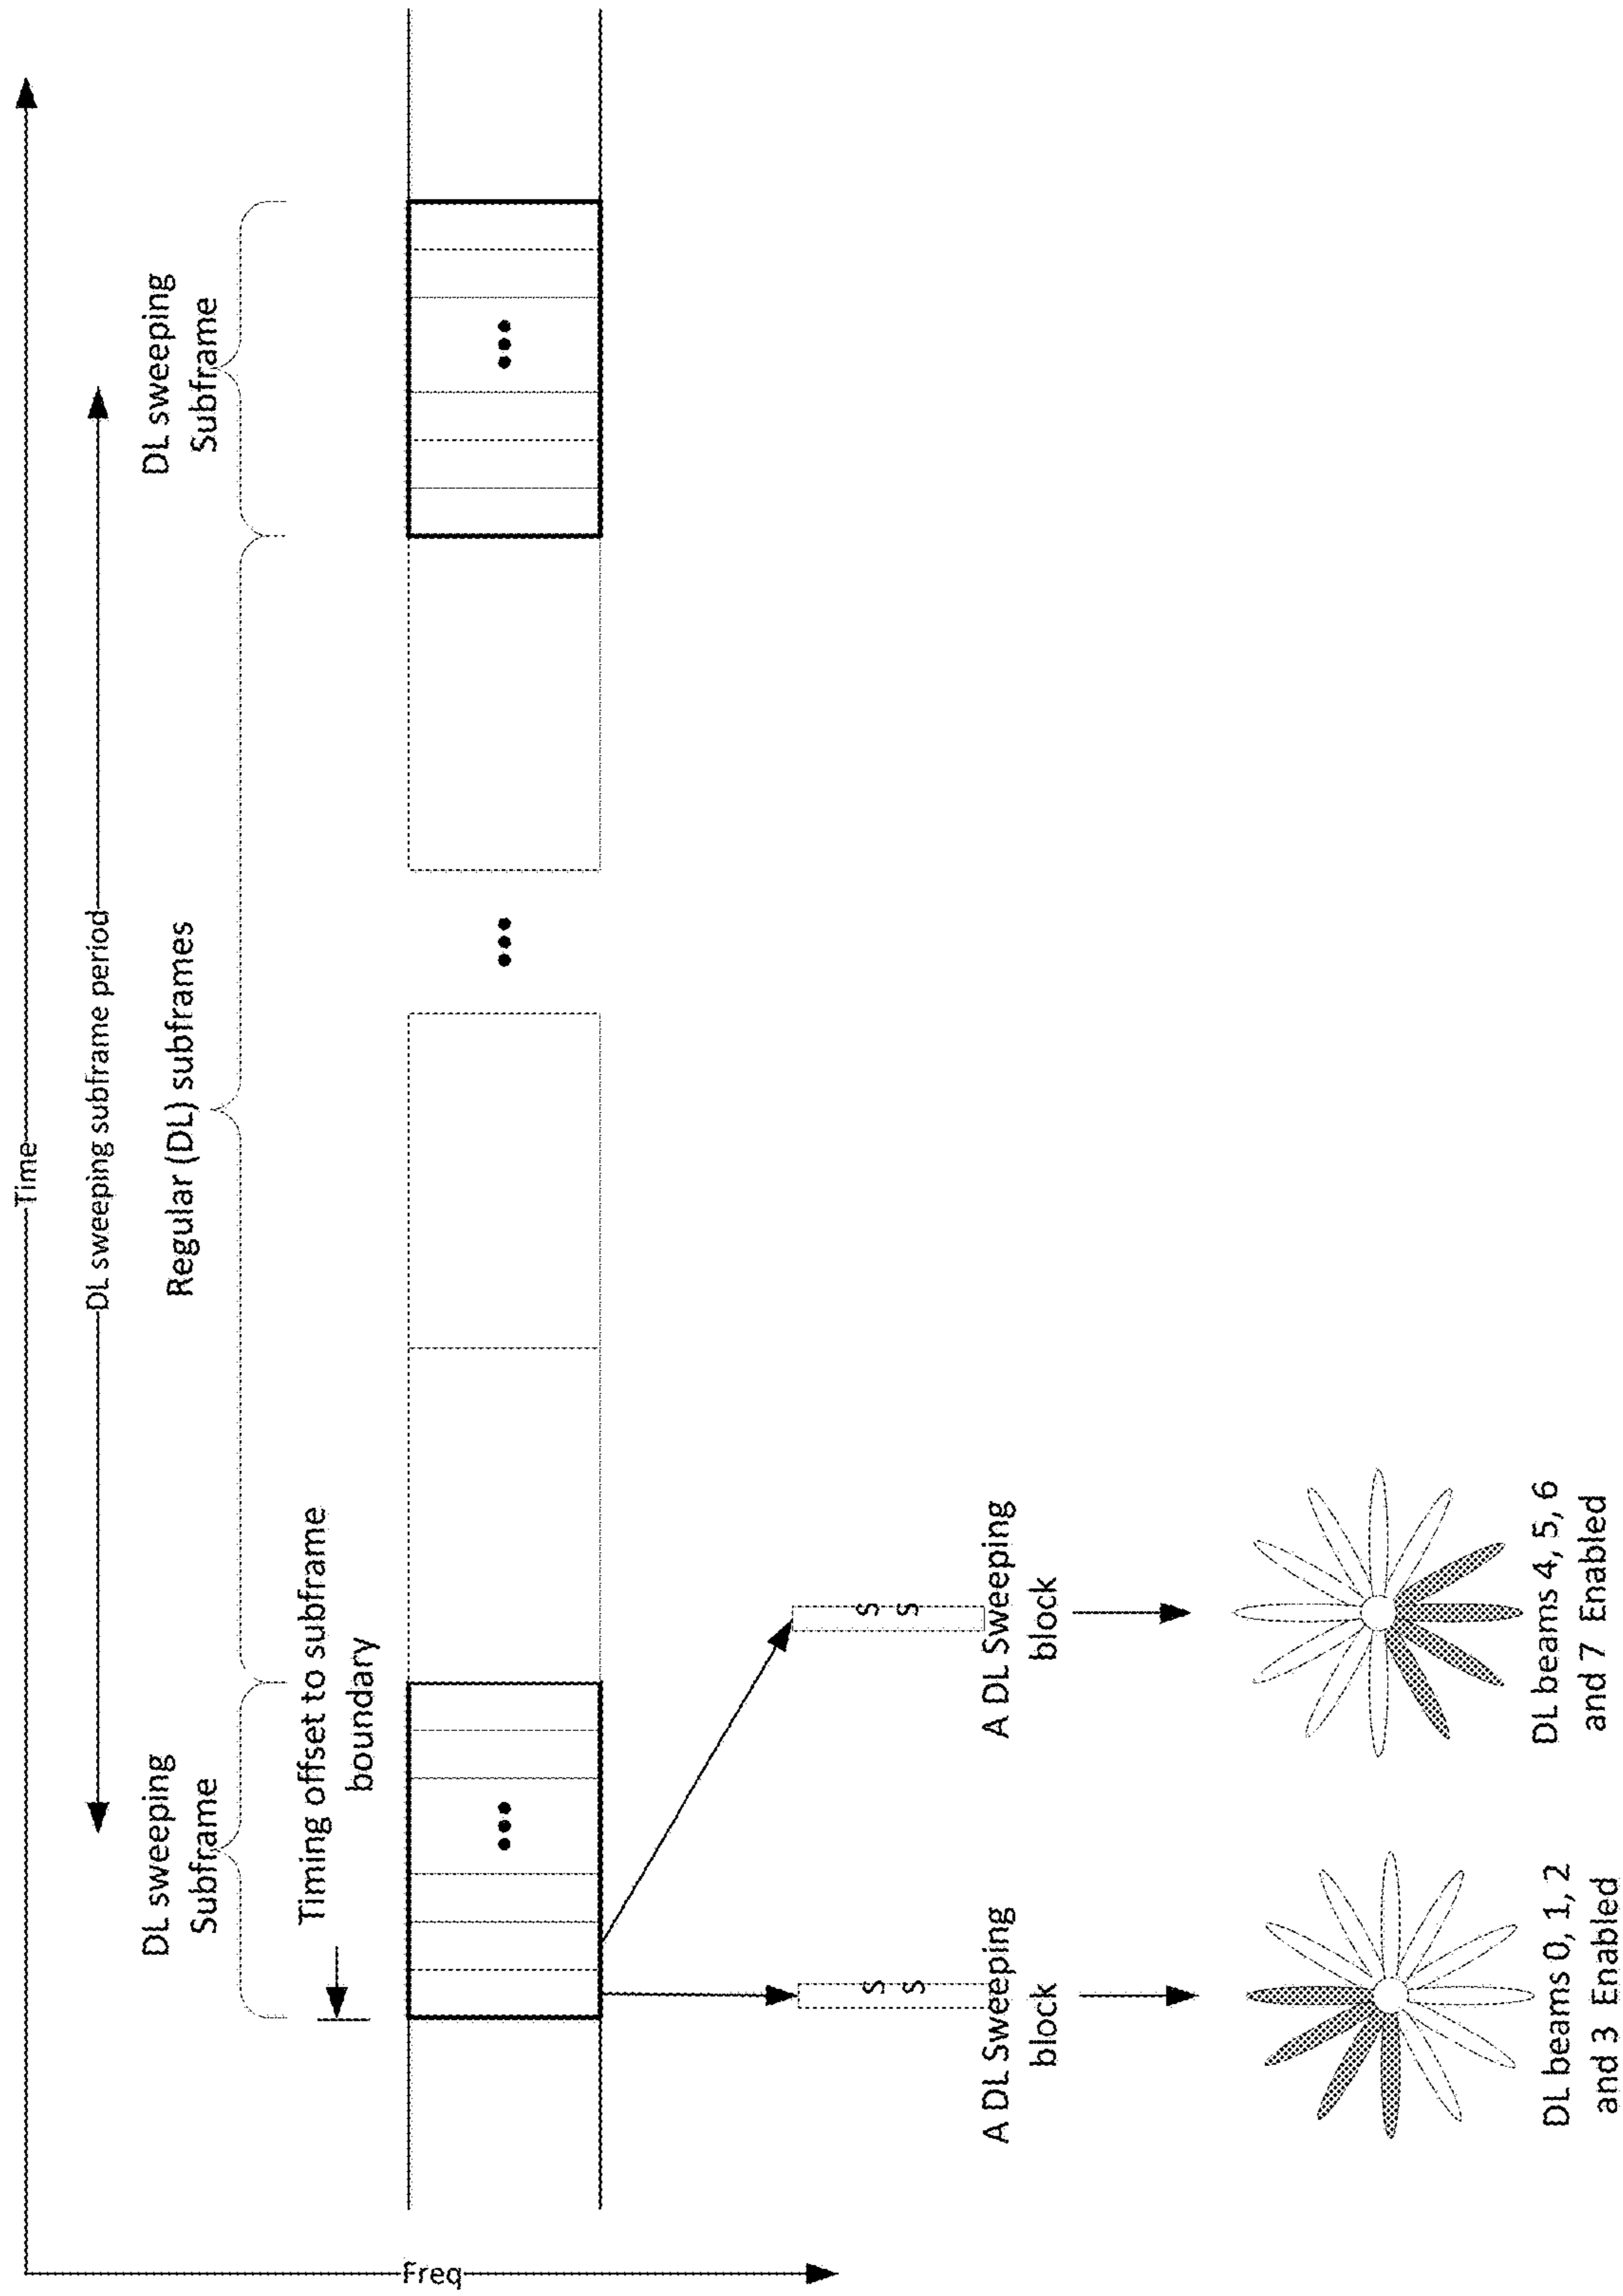 Time
DL sweeping subframe period
DL sweeping
Subframe
Regular (DL) subframes
DL sweeping
Subframe
Timing offset to subframe
boundary
Freq
S
S
S
S
A DL Sweeping
block
A DL Sweeping
block
DL beams 0, 1, 2
and 3 Enabled
DL beams 4, 5, 6
and 7 Enabled